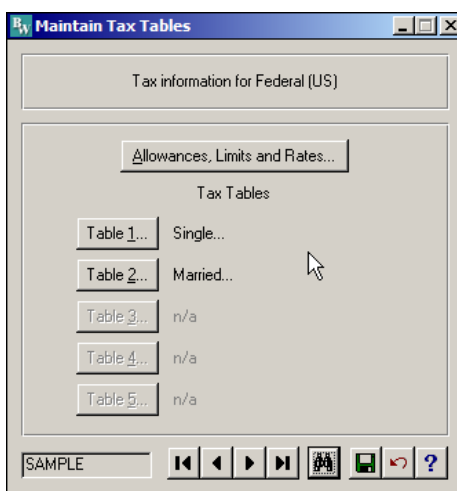 BW Maintain Tax Tables
Tax information for Federal (US)
Allowances, Limits and Rates...
Tax Tables
Table 1... Single...
Table 2... Married...
Table 3... n/a
Table 4... n/a
Table 5... n/a
SAMPLE ?